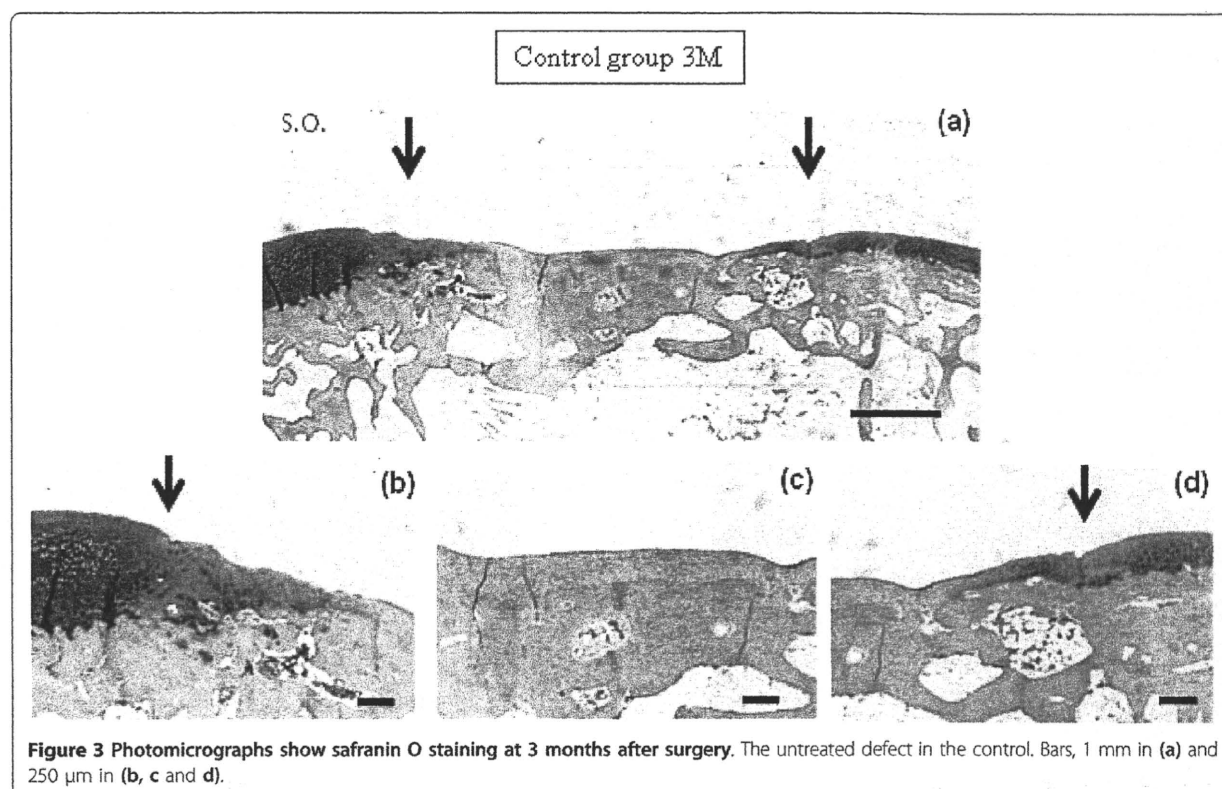 Control group 3M
S.O.
(a)
(b)
(c)
(d)
Figure 3 Photomicrographs show safranin O staining at 3 months after surgery. The untreated defect in the control. Bars, 1 mm in (a) and
250 μm in (b, c and d).